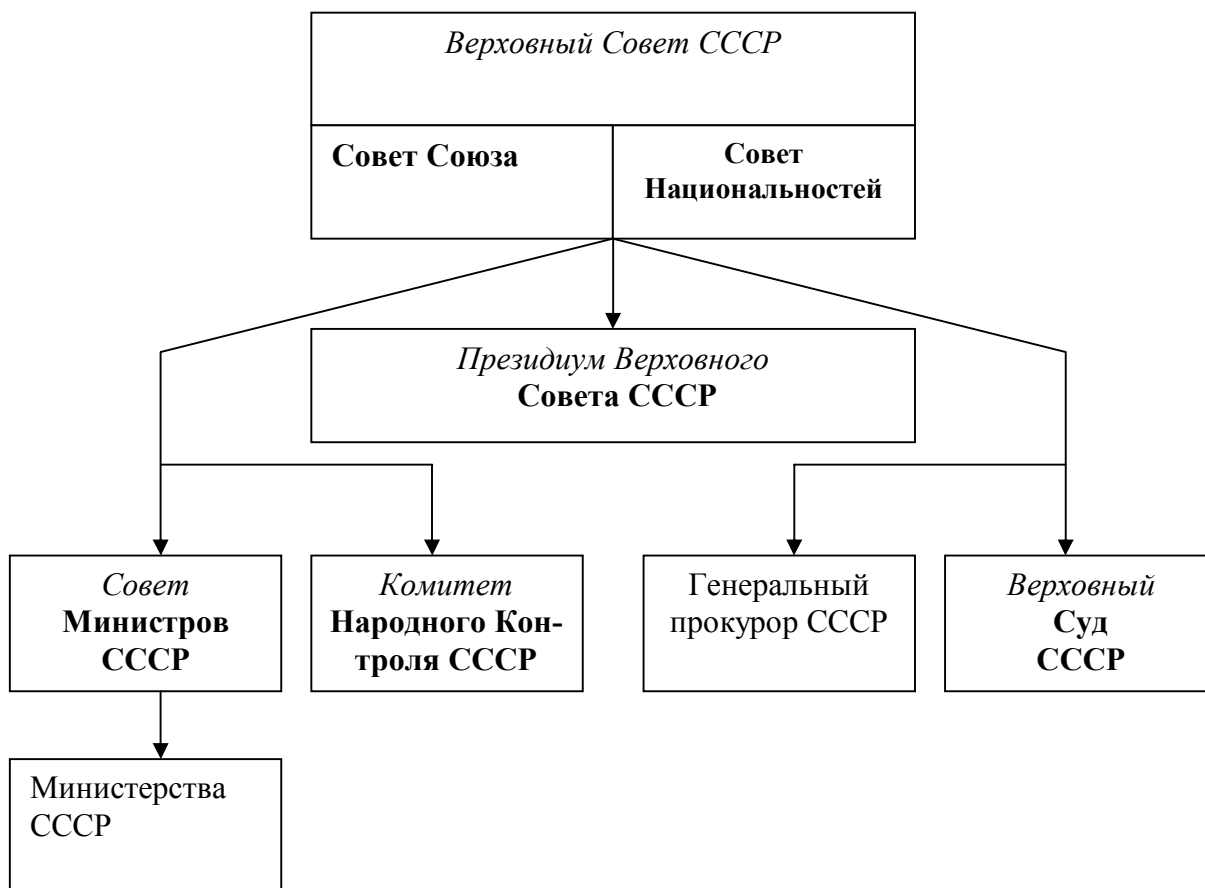 Верховный Совет СССР
Совет Союза
Совет
Национальностей
Президиум Верховного
Совета СССР
Совет
Министров
СССР
Комитет
Народного Кон-
троля СССР
Генеральный
прокурор СССР
Верховный
Суд
СССР
Министерства
СССР